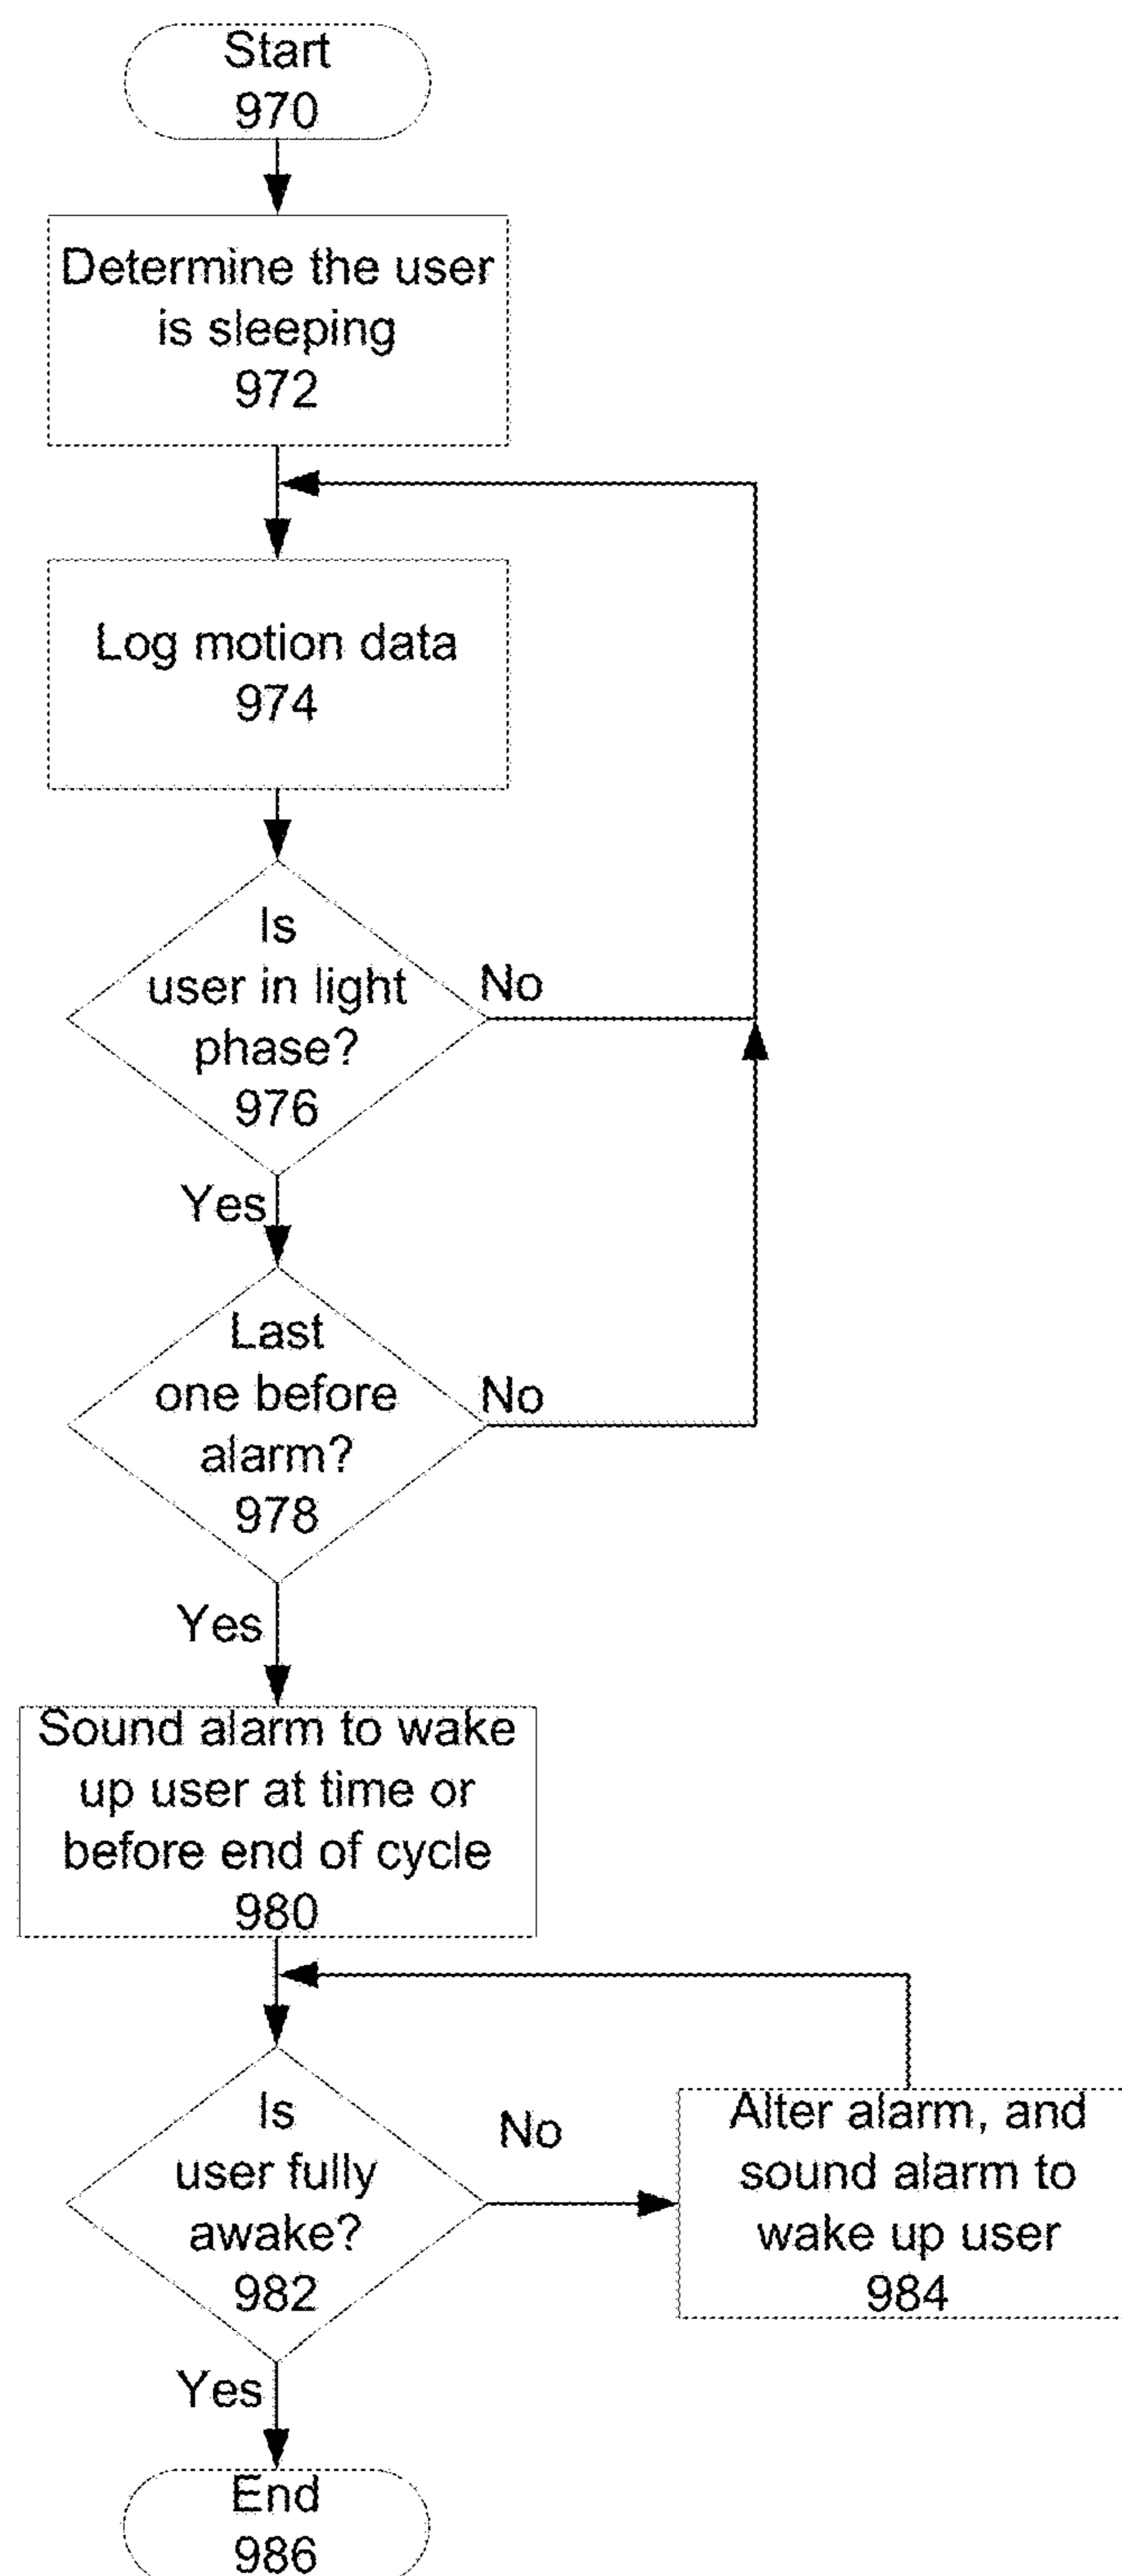 Start
970
Determine the user
is sleeping
972
Log motion data
974
Is
user in light
phase?
976
No
Yes
Last
one before
alarm?
978
No
Yes
Sound alarm to wake
up user at time or
before end of cycle
980
Is
user fully
awake?
982
No
Alter alarm, and
sound alarm to
wake up user
984
Yes
End
986